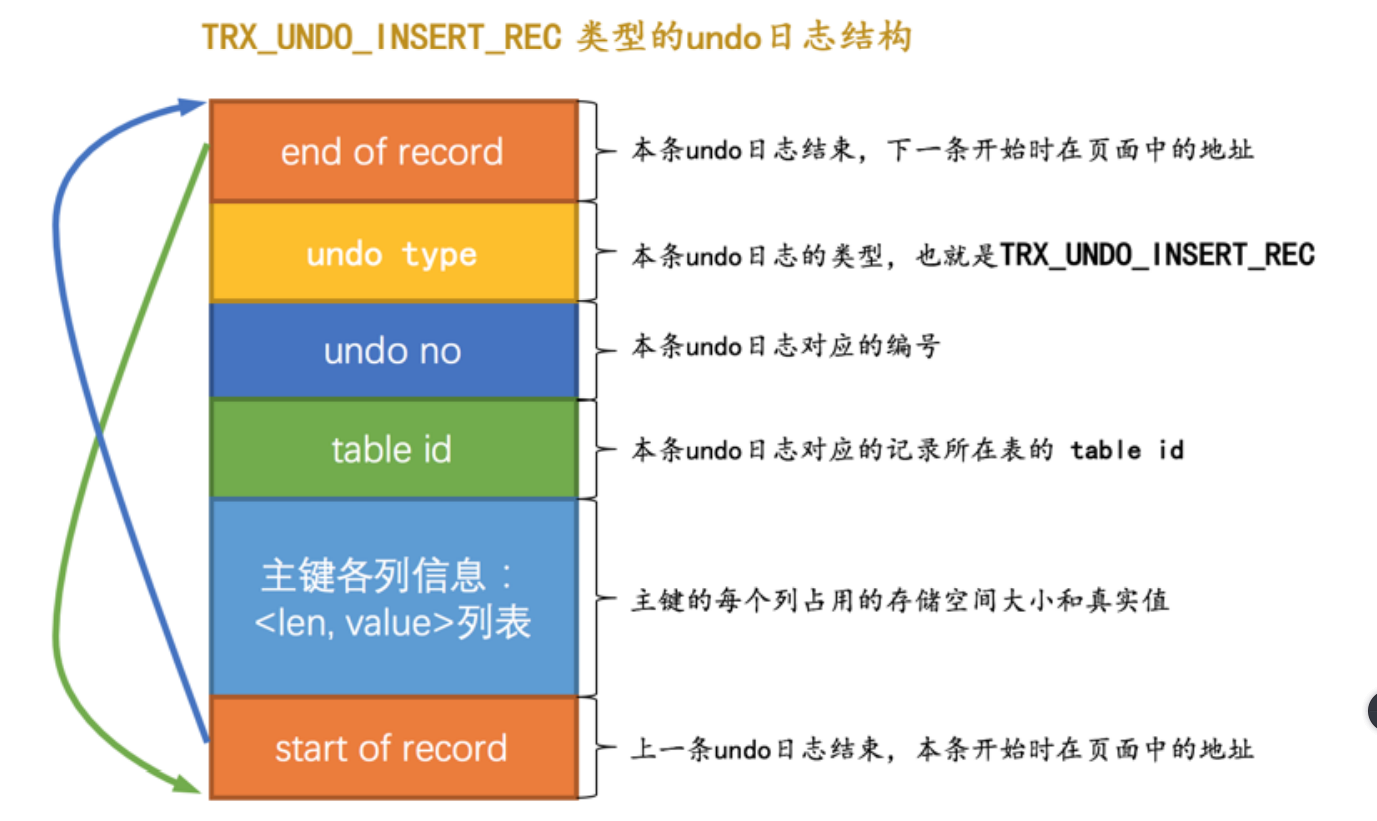 TRX_UNDO_INSERT_REC 类型的undo日志结构
end of record
本条undo日志结束，下一条开始时在页面中的地址
undo type
本条undo日志的类型，也就是TRX_UNDO_INSERT_REC
undo no
本条undo日志对应的编号
table id
本条undo日志对应的记录所在表的 table id
主键各列信息：
<len, value>列表
主键的每个列占用的存储空间大小和真实值
start of record
上一条undo日志结束，本条开始时在页面中的地址